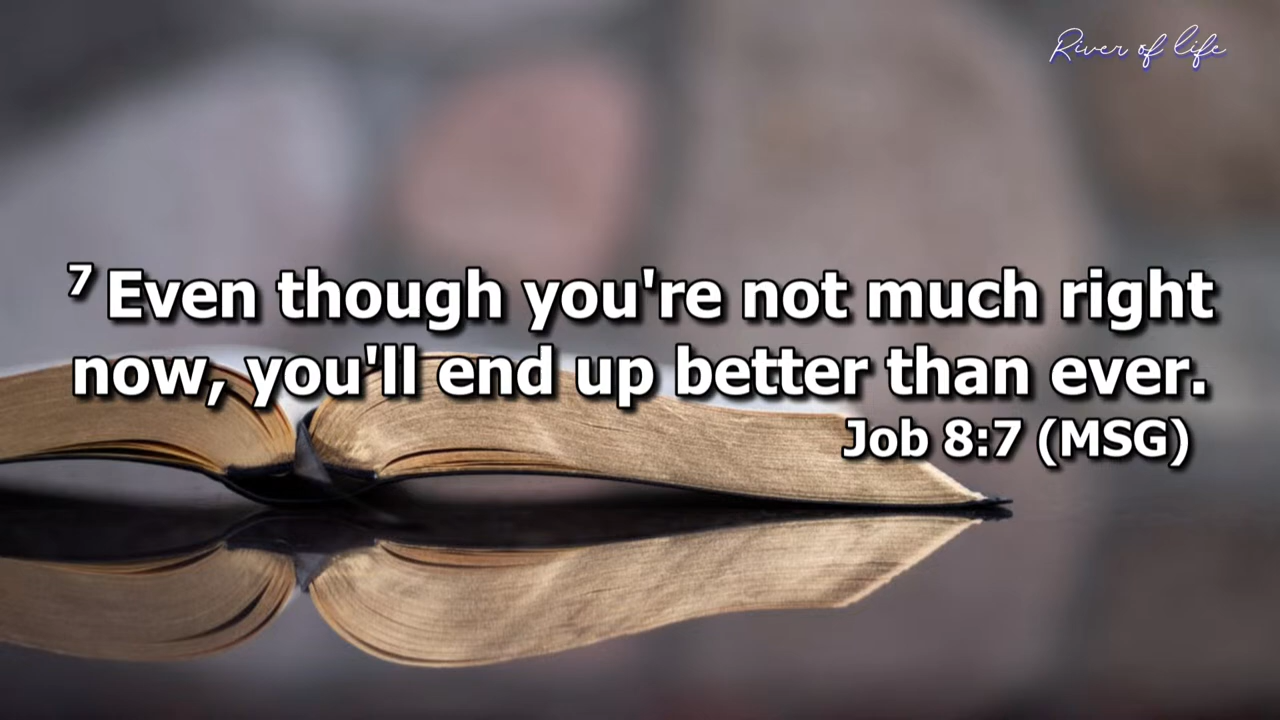 River of life
7 Even though you're not much right
now, you'll end up better than ever.
Job 8:7 (MSG)